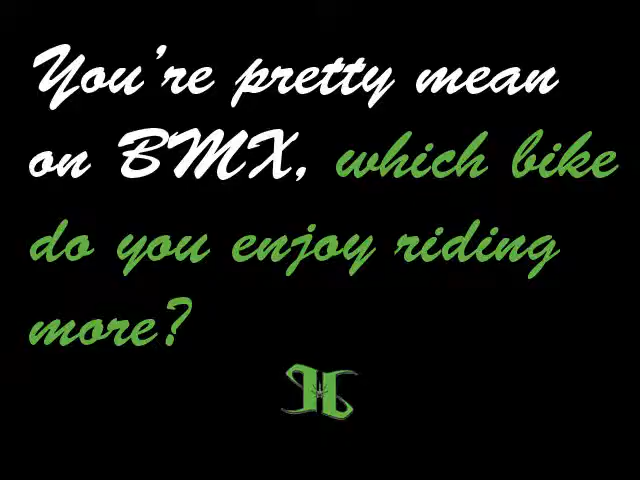 You're pretty mean
on BMX, which bike
do you enjoy riding
more?